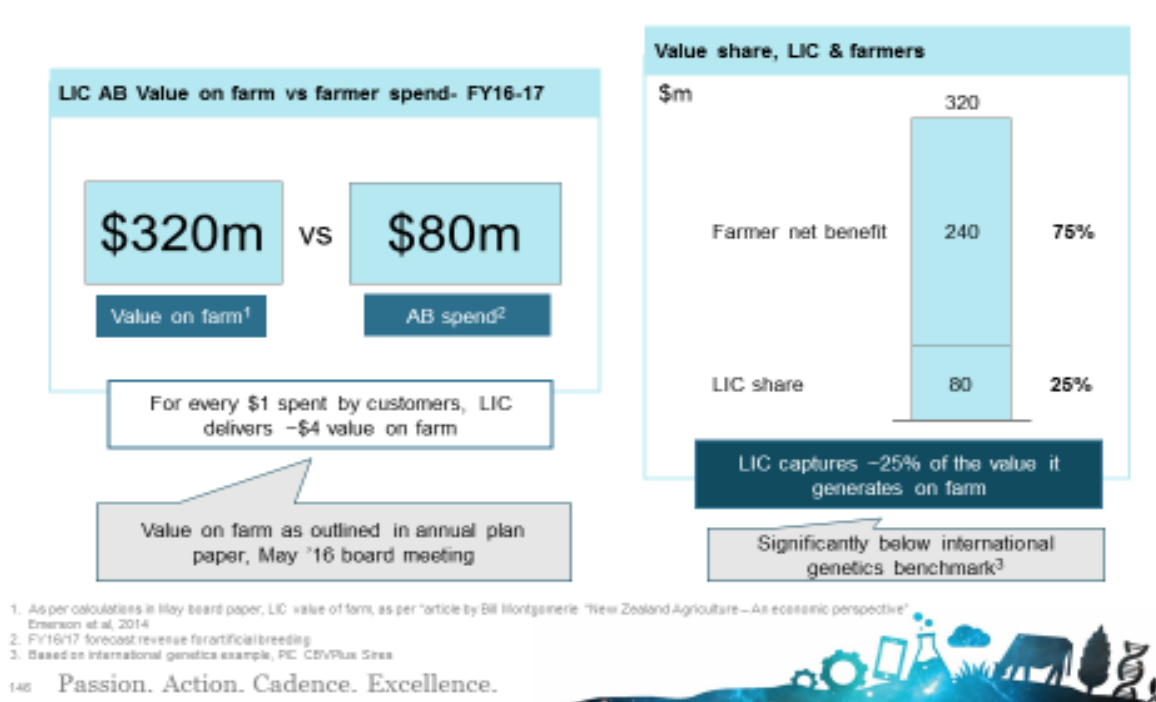 LIC AB Value on farm vs farmer spend- FY16-17
$320m
vs
$80m
Value on farm1
AB spend2
For every $1 spent by customers, LIC
delivers ~$4 value on farm
Value on farm as outlined in annual plan
paper, May '16 board meeting
Value share, LIC & farmers
$m
320
Farmer net benefit
240
75%
LIC share
80
25%
LIC captures ~25% of the value it
generates on farm
Significantly below international
genetics benchmark3
1. As per calculations in May board paper, LIC value of farm, as per "article by Bill Montgomerie "New Zealand Agriculture – An economic perspective"
Emerson et al, 2014
2. FY16/17 forecast revenue for artificial breeding
3. Based on international genetics example, PIC CBVPlus Sires
146
Passion. Action. Cadence. Excellence.